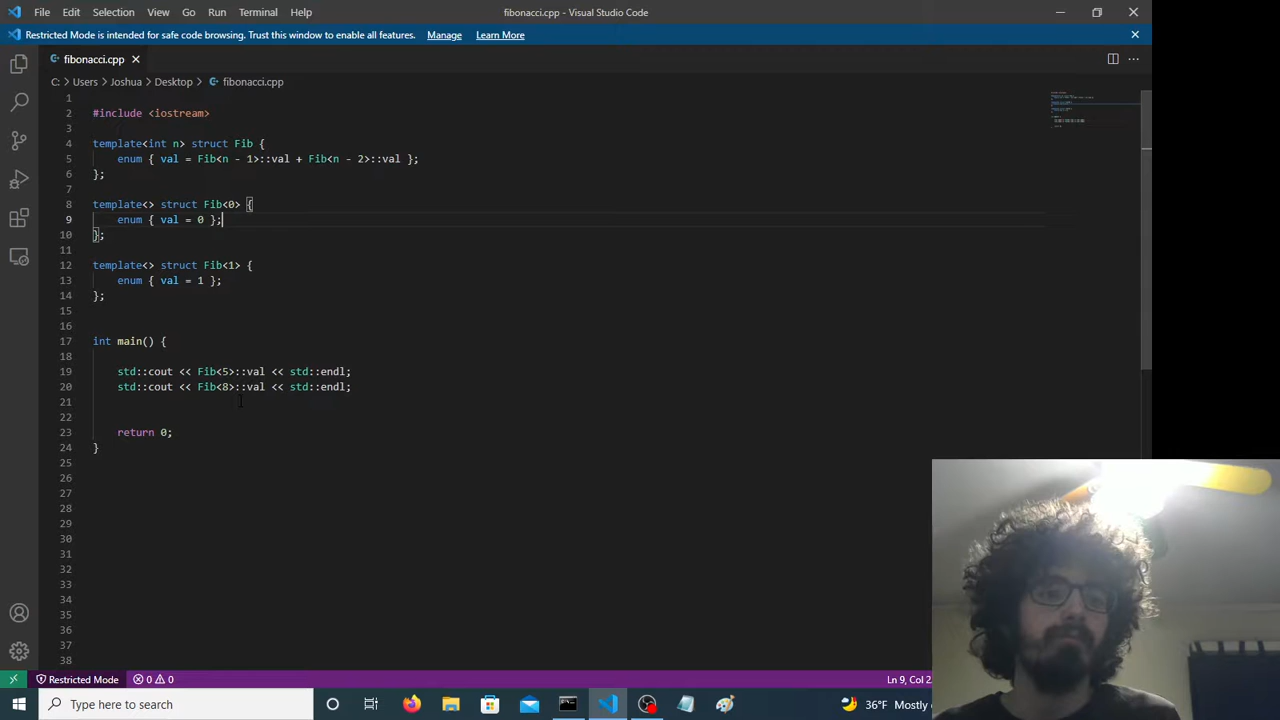 File Edit Selection View Go Run Terminal Help fibonacci.cpp - Visual Studio Code
Restricted Mode is intended for safe code browsing. Trust this window to enable all features. Manage Learn More
fibonacci.cpp
C: > Users > Joshua > Desktop > fibonacci.cpp
1
2 #include <iostream>
3
4 template<int n> struct Fib {
5 enum { val = Fib<n - 1>::val + Fib<n - 2>::val };
6 };
7
8 template<> struct Fib<0> {
9 enum { val = 0 };
10 };
11
12 template<> struct Fib<1> {
13 enum { val = 1 };
14 };
15
16
17 int main() {
18
19 std::cout << Fib<5>::val << std::endl;
20 std::cout << Fib<8>::val << std::endl;
21
22
23 return 0;
24 }
25
26
27
28
29
30
31
32
33
34
35
36
37
38
Restricted Mode 0 0 Ln 9, Col 2
Type here to search 36°F Mostly